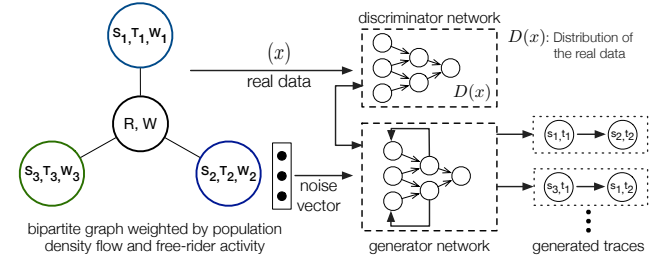 S1,T1,W1
R, W
S3,T3,W3
S2,T2,W2
bipartite graph weighted by population
density flow and free-rider activity
(x)
real data
noise
vector
discriminator network
D(x)
D(x): Distribution
of the real data
generator network
s1,t1
s2,t2
s3,t1
s1,t2
generated traces